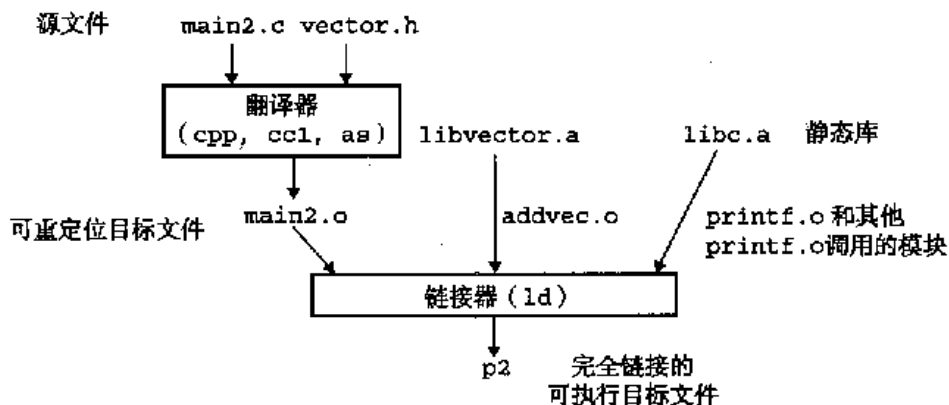 源文件 main2.c vector.h
翻译器
(cpp, cc1, as)
libvector.a
libc.a 静态库
可重定位目标文件
main2.o
addvec.o
printf.o 和其他
printf.o调用的模块
链接器 (ld)
p2
完全链接的
可执行目标文件